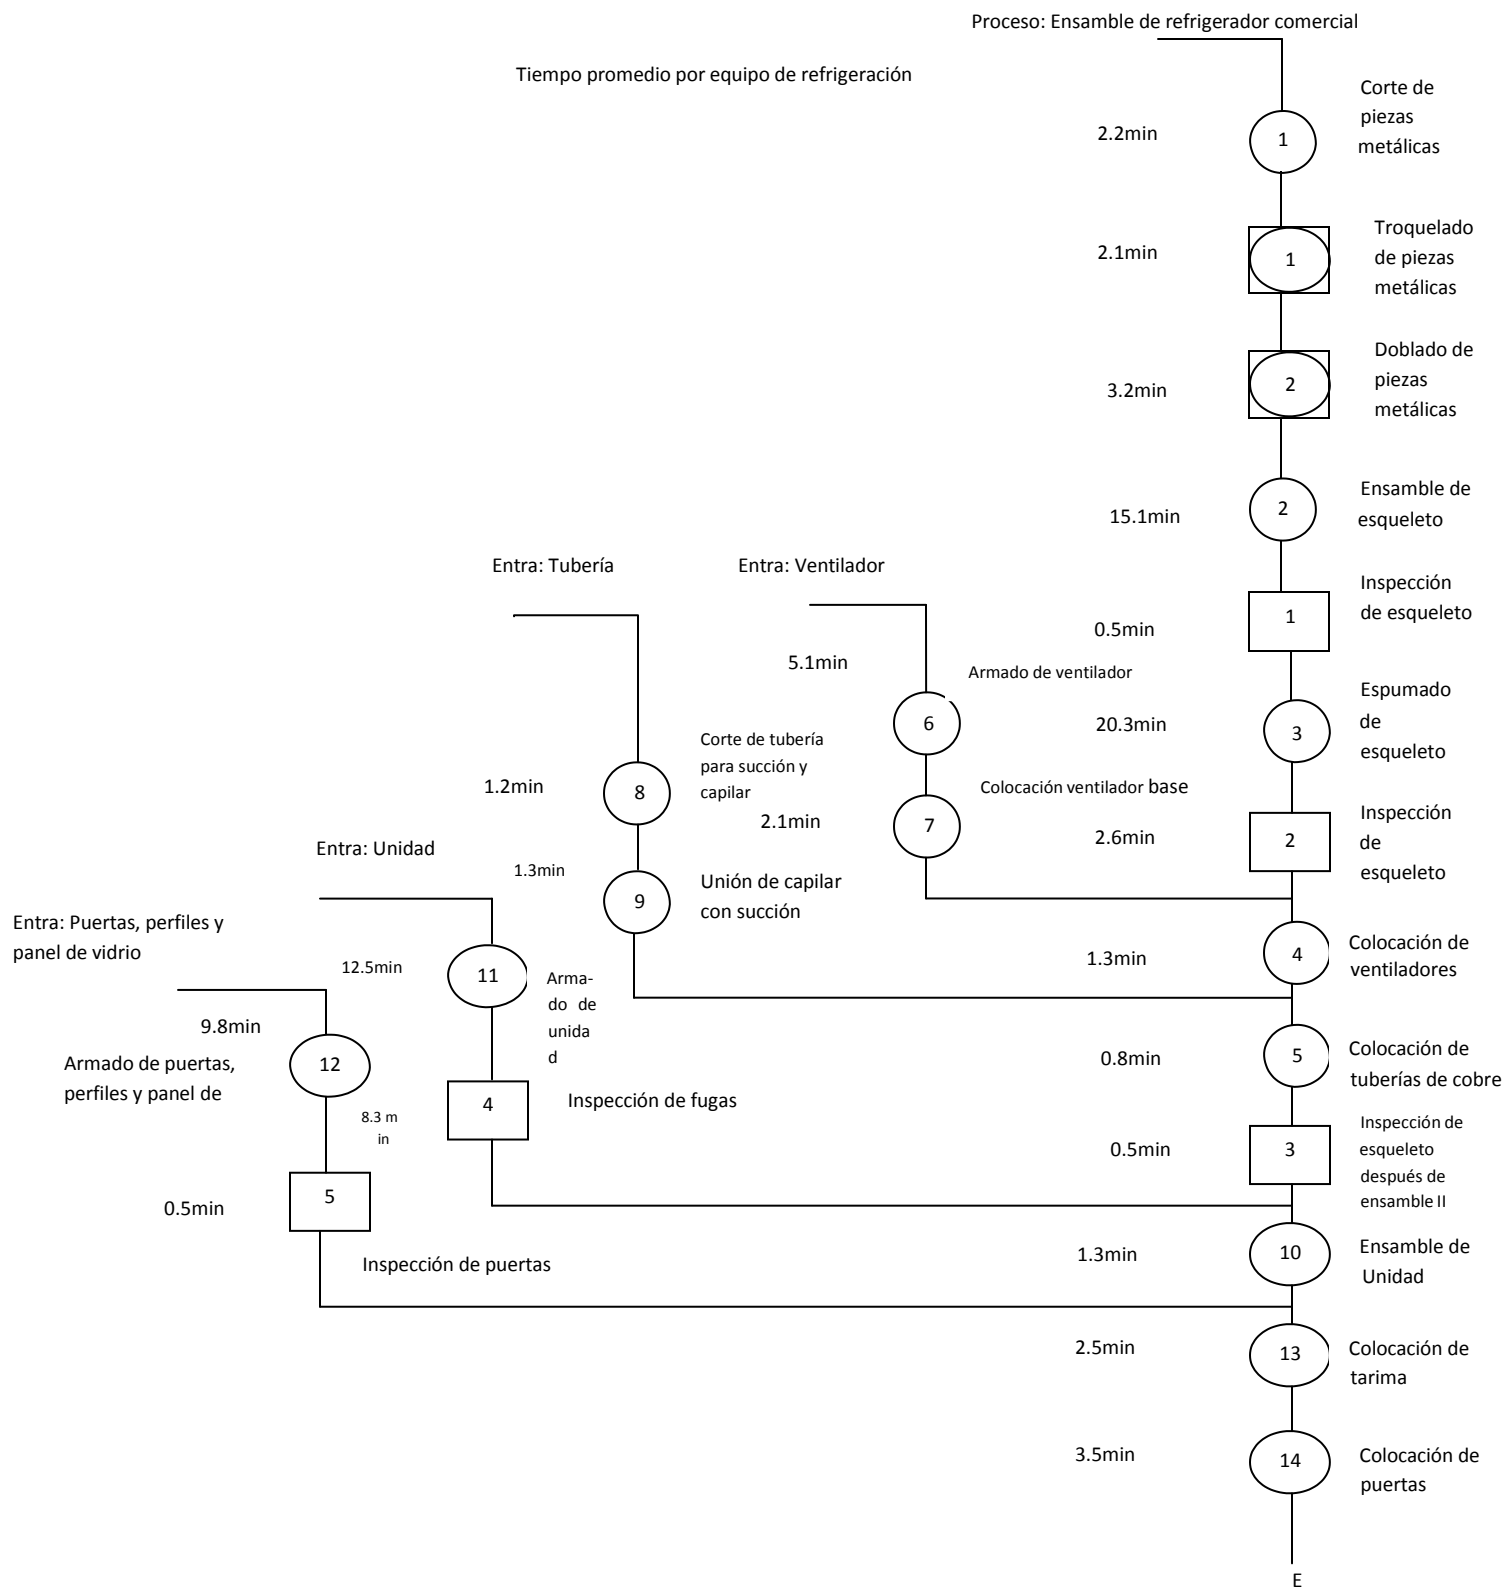 Proceso: Ensamble de refrigerador comercial
Tiempo promedio por equipo de refrigeración
Corte de
piezas
metálicas
2.2min
1
Troquelado
de piezas
metálicas
2.1min
1
Doblado de
piezas
metálicas
3.2min
2
Ensamble de
esqueleto
15.1min
2
Entra: Tubería
Entra: Ventilador
Inspección
de esqueleto
0.5min
1
5.1min
Armado de ventilador
6
Espumado
de
esqueleto
20.3min
3
Corte de tubería
para succión y
capilar
1.2min
8
Colocación ventilador base
2.1min
7
Inspección
de
esqueleto
2.6min
2
Entra: Unidad
1.3min
9
Unión de capilar
con succión
Entra: Puertas, perfiles y
panel de vidrio
12.5min
11
Arma-
do de
unida
d
1.3min
4
Colocación de
ventiladores
9.8min
Armado de puertas,
perfiles y panel de
12
0.8min
5
Colocación de
tuberías de cobre
8.3 m
in
4
Inspección de fugas
0.5min
3
Inspección de
esqueleto
después de
ensamble II
0.5min
5
Inspección de puertas
1.3min
10
Ensamble de
Unidad
2.5min
13
Colocación de
tarima
3.5min
14
Colocación de
puertas
E